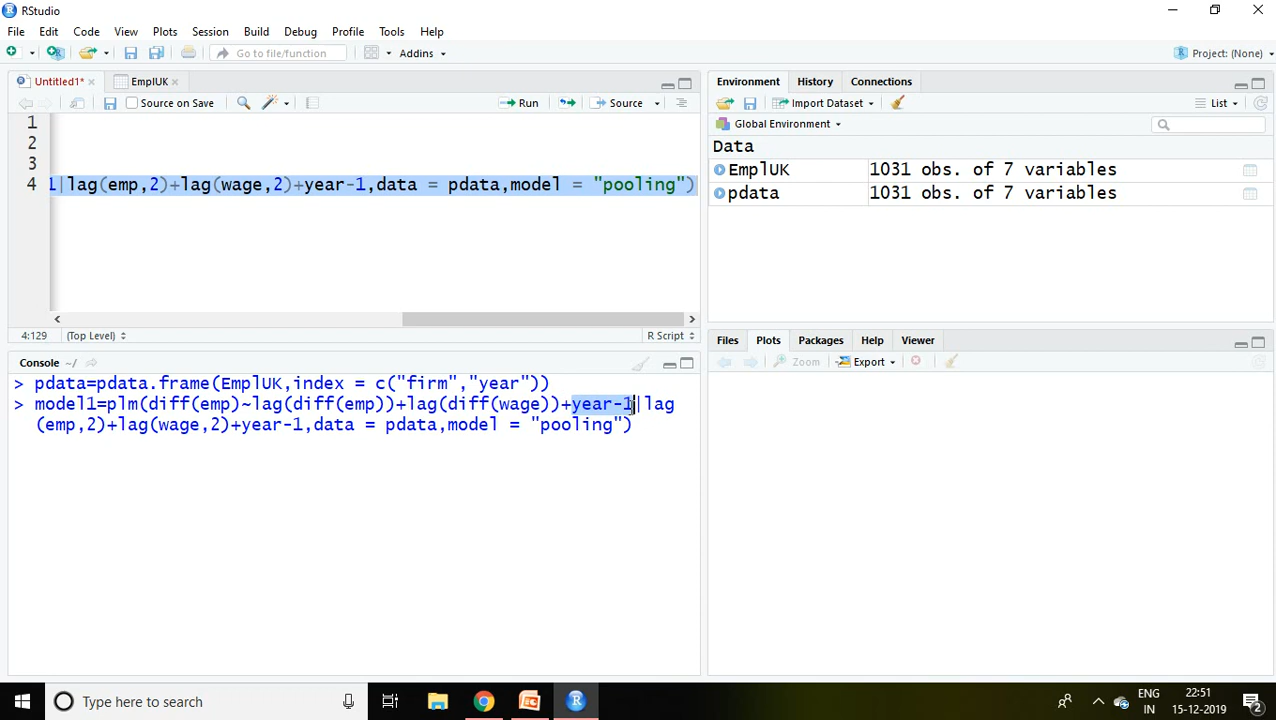 RStudio
File Edit Code View Plots Session Build Debug Profile Tools Help
Go to file/function Addins Project: (None)
Untitled1* EmplUK
Source on Save Run Source
1
2
3
4 1|lag(emp,2)+lag(wage,2)+year-1,data = pdata,model = "pooling")
4:129 (Top Level) R Script
Console ~/
> pdata=pdata.frame(EmplUK,index = c("firm","year"))
> model1=plm(diff(emp)~lag(diff(emp))+lag(diff(wage))+year-1|lag
(emp,2)+lag(wage,2)+year-1,data = pdata,model = "pooling")
Environment History Connections
Import Dataset List
Global Environment
Data
EmplUK 1031 obs. of 7 variables
pdata 1031 obs. of 7 variables
Files Plots Packages Help Viewer
Zoom Export
Type here to search
ENG 22:51
IN 15-12-2019 2